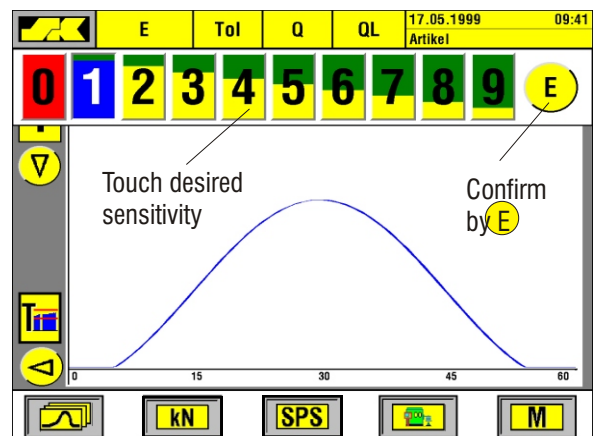 E Tol Q QL 17.05.1999 09:41
Artikel
0 1 2 3 4 5 6 7 8 9 E
Touch desired
sensitivity
Confirm
by E
0 15 30 45 60
kN SPS M